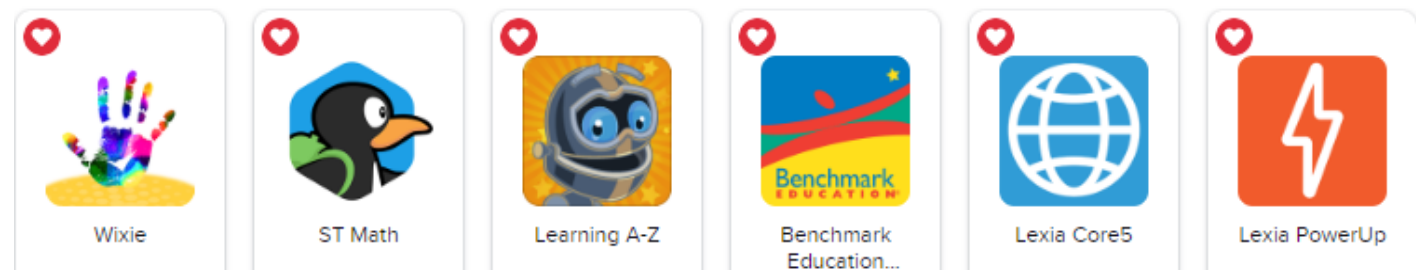 Benchmark
EDUCATION
Wixie
ST Math
Learning A-Z
Benchmark
Education...
Lexia Core5
Lexia PowerUp